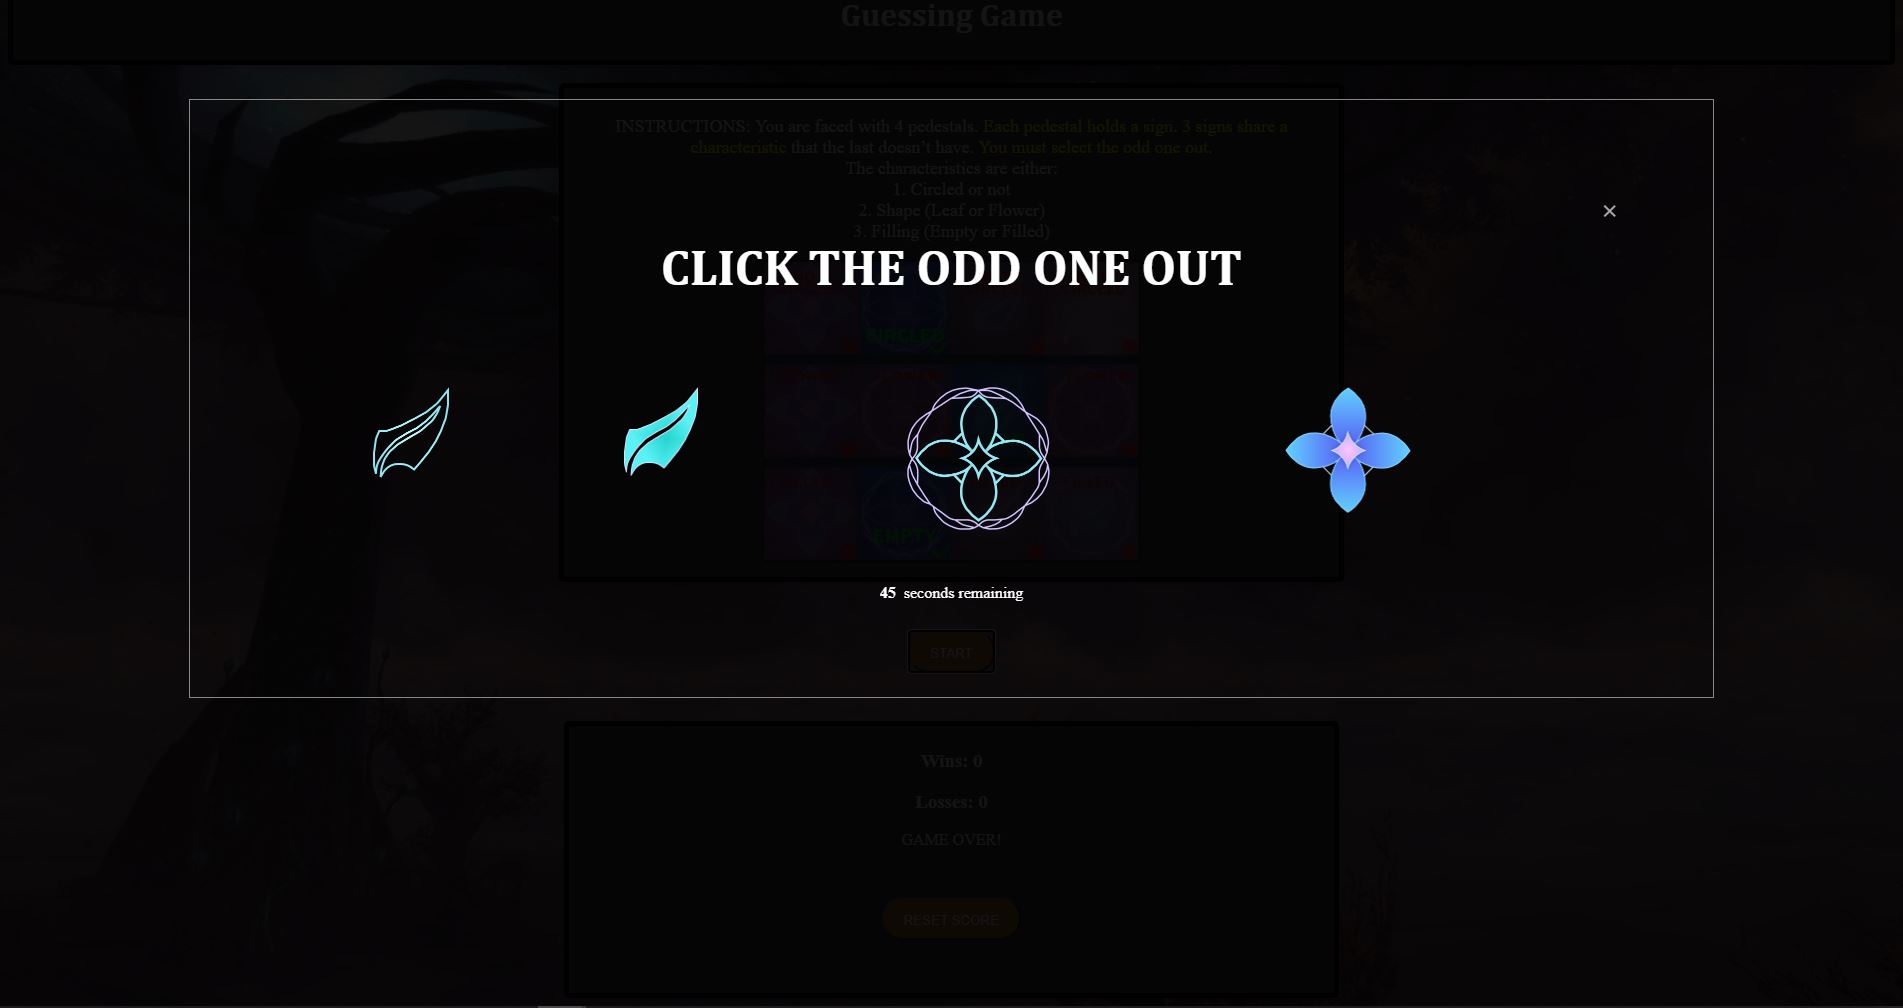 Guessing Game
INSTRUCTIONS: You are faced with 4 pedestals. Each pedestal holds a sign. 3 signs share a
characteristic that the last doesn't have. You must select the odd one out.
The characteristics are either:
1. Circled or not
2. Shape (Leaf or Flower)
3. Filling (Empty or Filled)
×
CLICK THE ODD ONE OUT
CIRCLED
EMPTY
45 seconds remaining
START
Wins: 0
Losses: 0
GAME OVER!
RESET SCORE